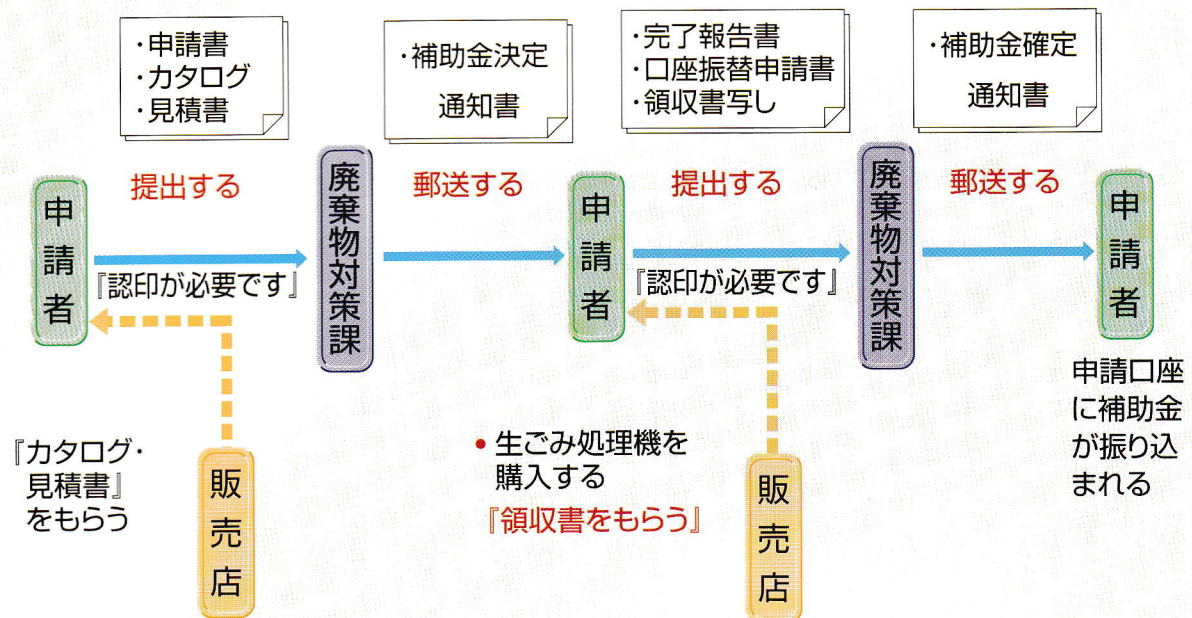 ・申請書
・カタログ
・見積書
・補助金決定
通知書
・完了報告書
・口座振替申請書
・領収書写し
・補助金確定
通知書
申請者
提出する
『認印が必要です』
廃棄物対策課
郵送する
申請者
提出する
『認印が必要です』
廃棄物対策課
郵送する
申請者
『カタログ・
見積書』
をもらう
販売店
• 生ごみ処理機を
購入する
『領収書をもらう』
販売店
申請口座
に補助金
が振り込
まれる